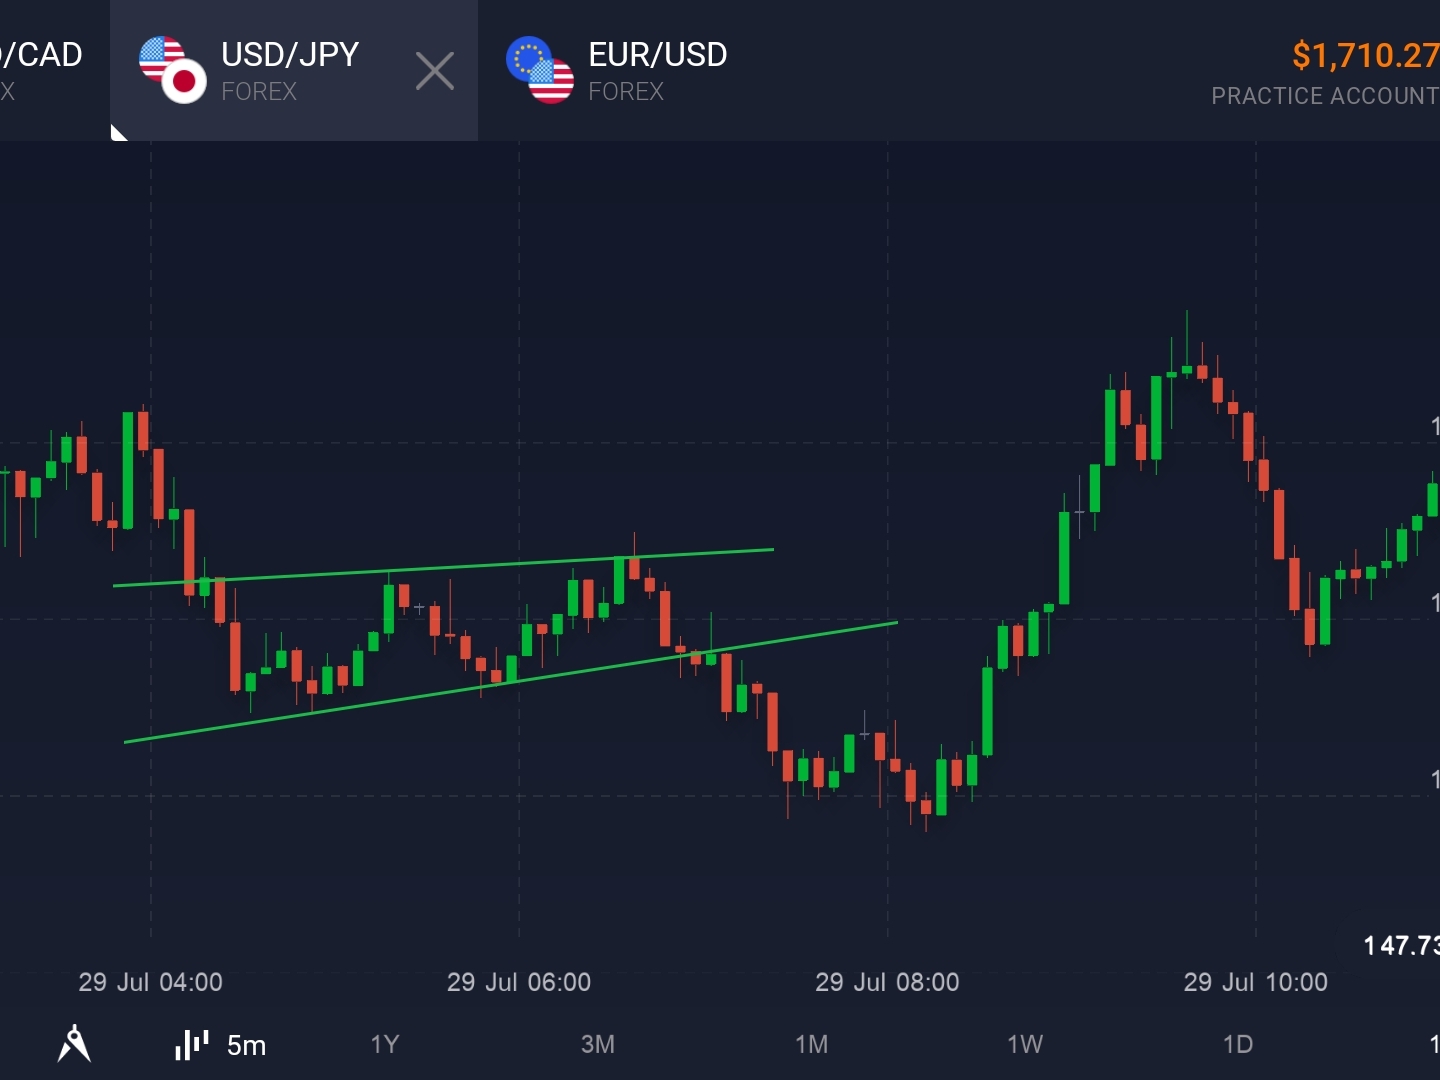 /CAD
X
USD/JPY
FOREX
EUR/USD
FOREX
$1,710.27
PRACTICE ACCOUNT
1
1
1
147.73
29 Jul 04:00
29 Jul 06:00
29 Jul 08:00
29 Jul 10:00
5m
1Y
3M
1M
1W
1D
1